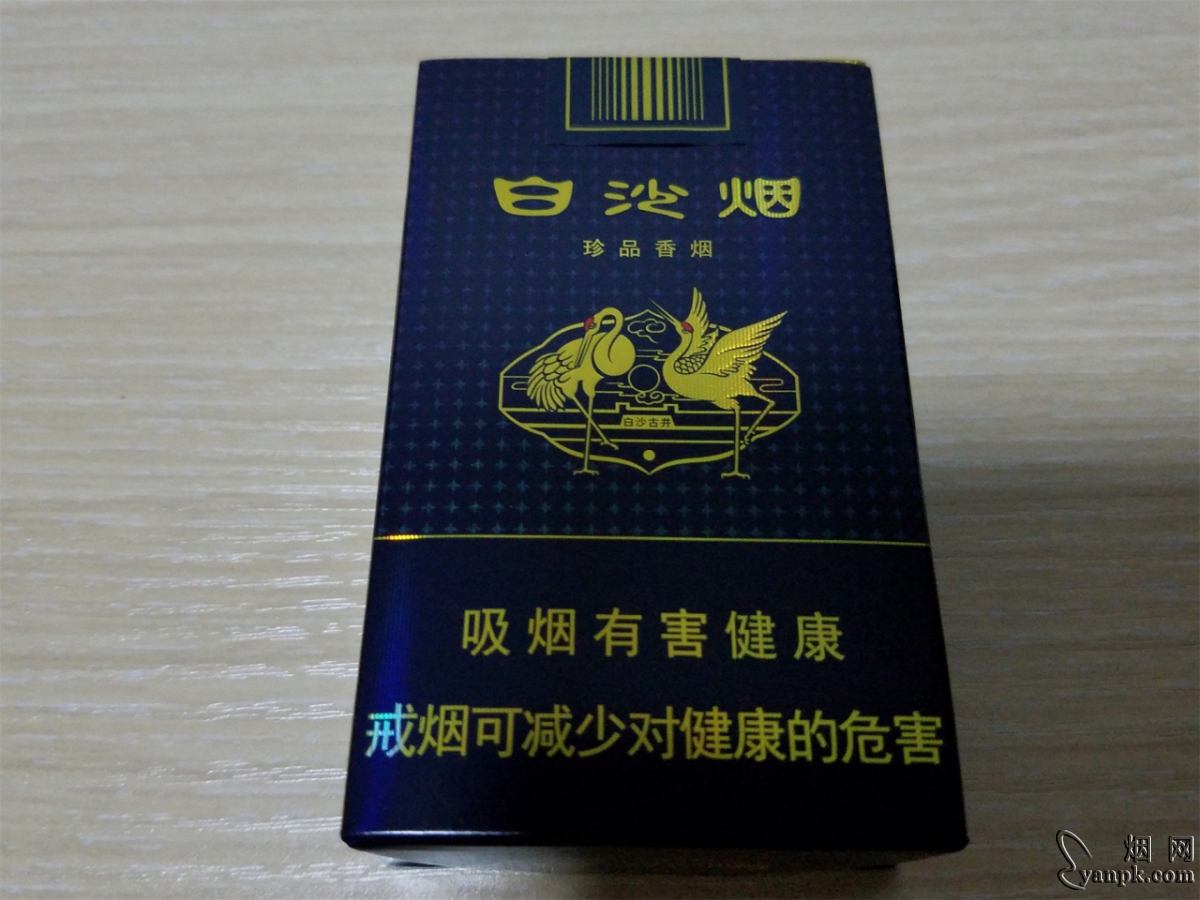 白沙烟
珍品香烟
白沙古井
吸烟有害健康
戒烟可减少对健康的危害
烟网
yanpk.com